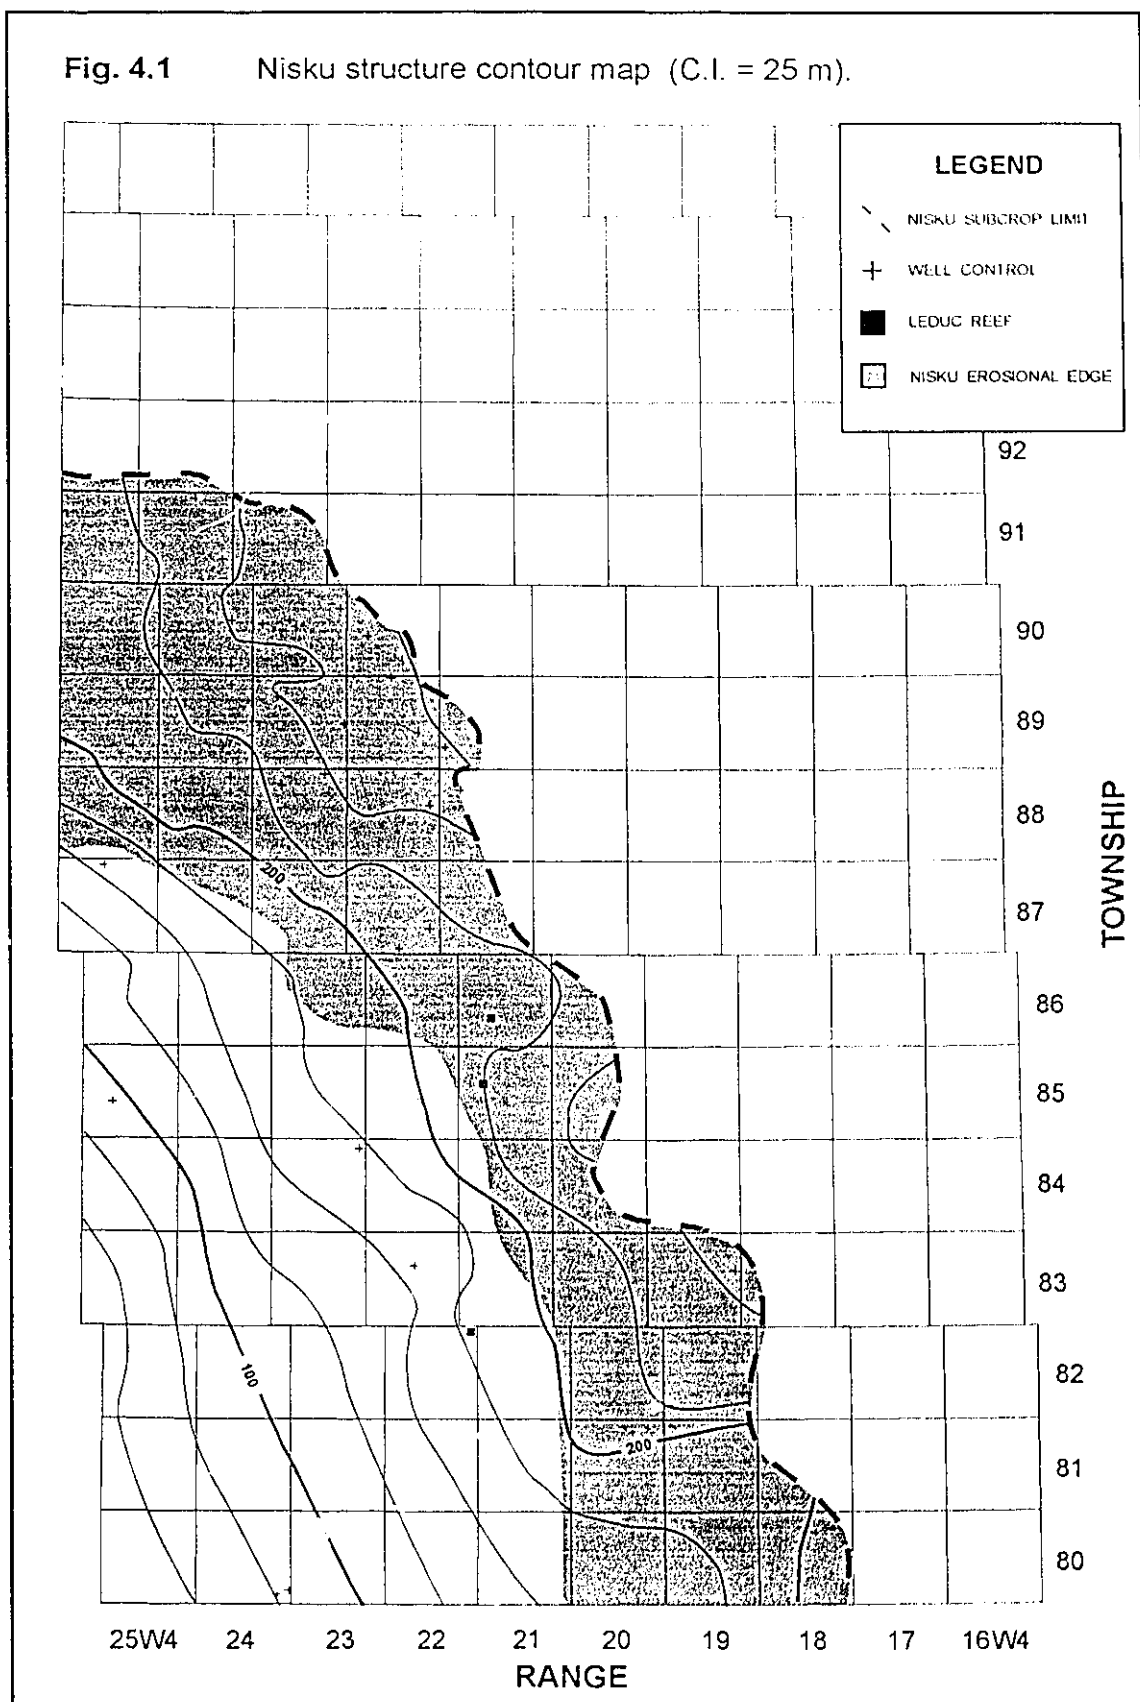 Fig. 4.1 Nisku structure contour map (C.I. = 25 m).
LEGEND
NISKU SUBCROP LIMIT
WELL CONTROL
LEDUC REEF
NISKU EROSIONAL EDGE
92
91
90
89
88
87
86
85
84
83
82
81
80
TOWNSHIP
200
100
200
25W4 24 23 22 21 20 19 18 17 16W4
RANGE